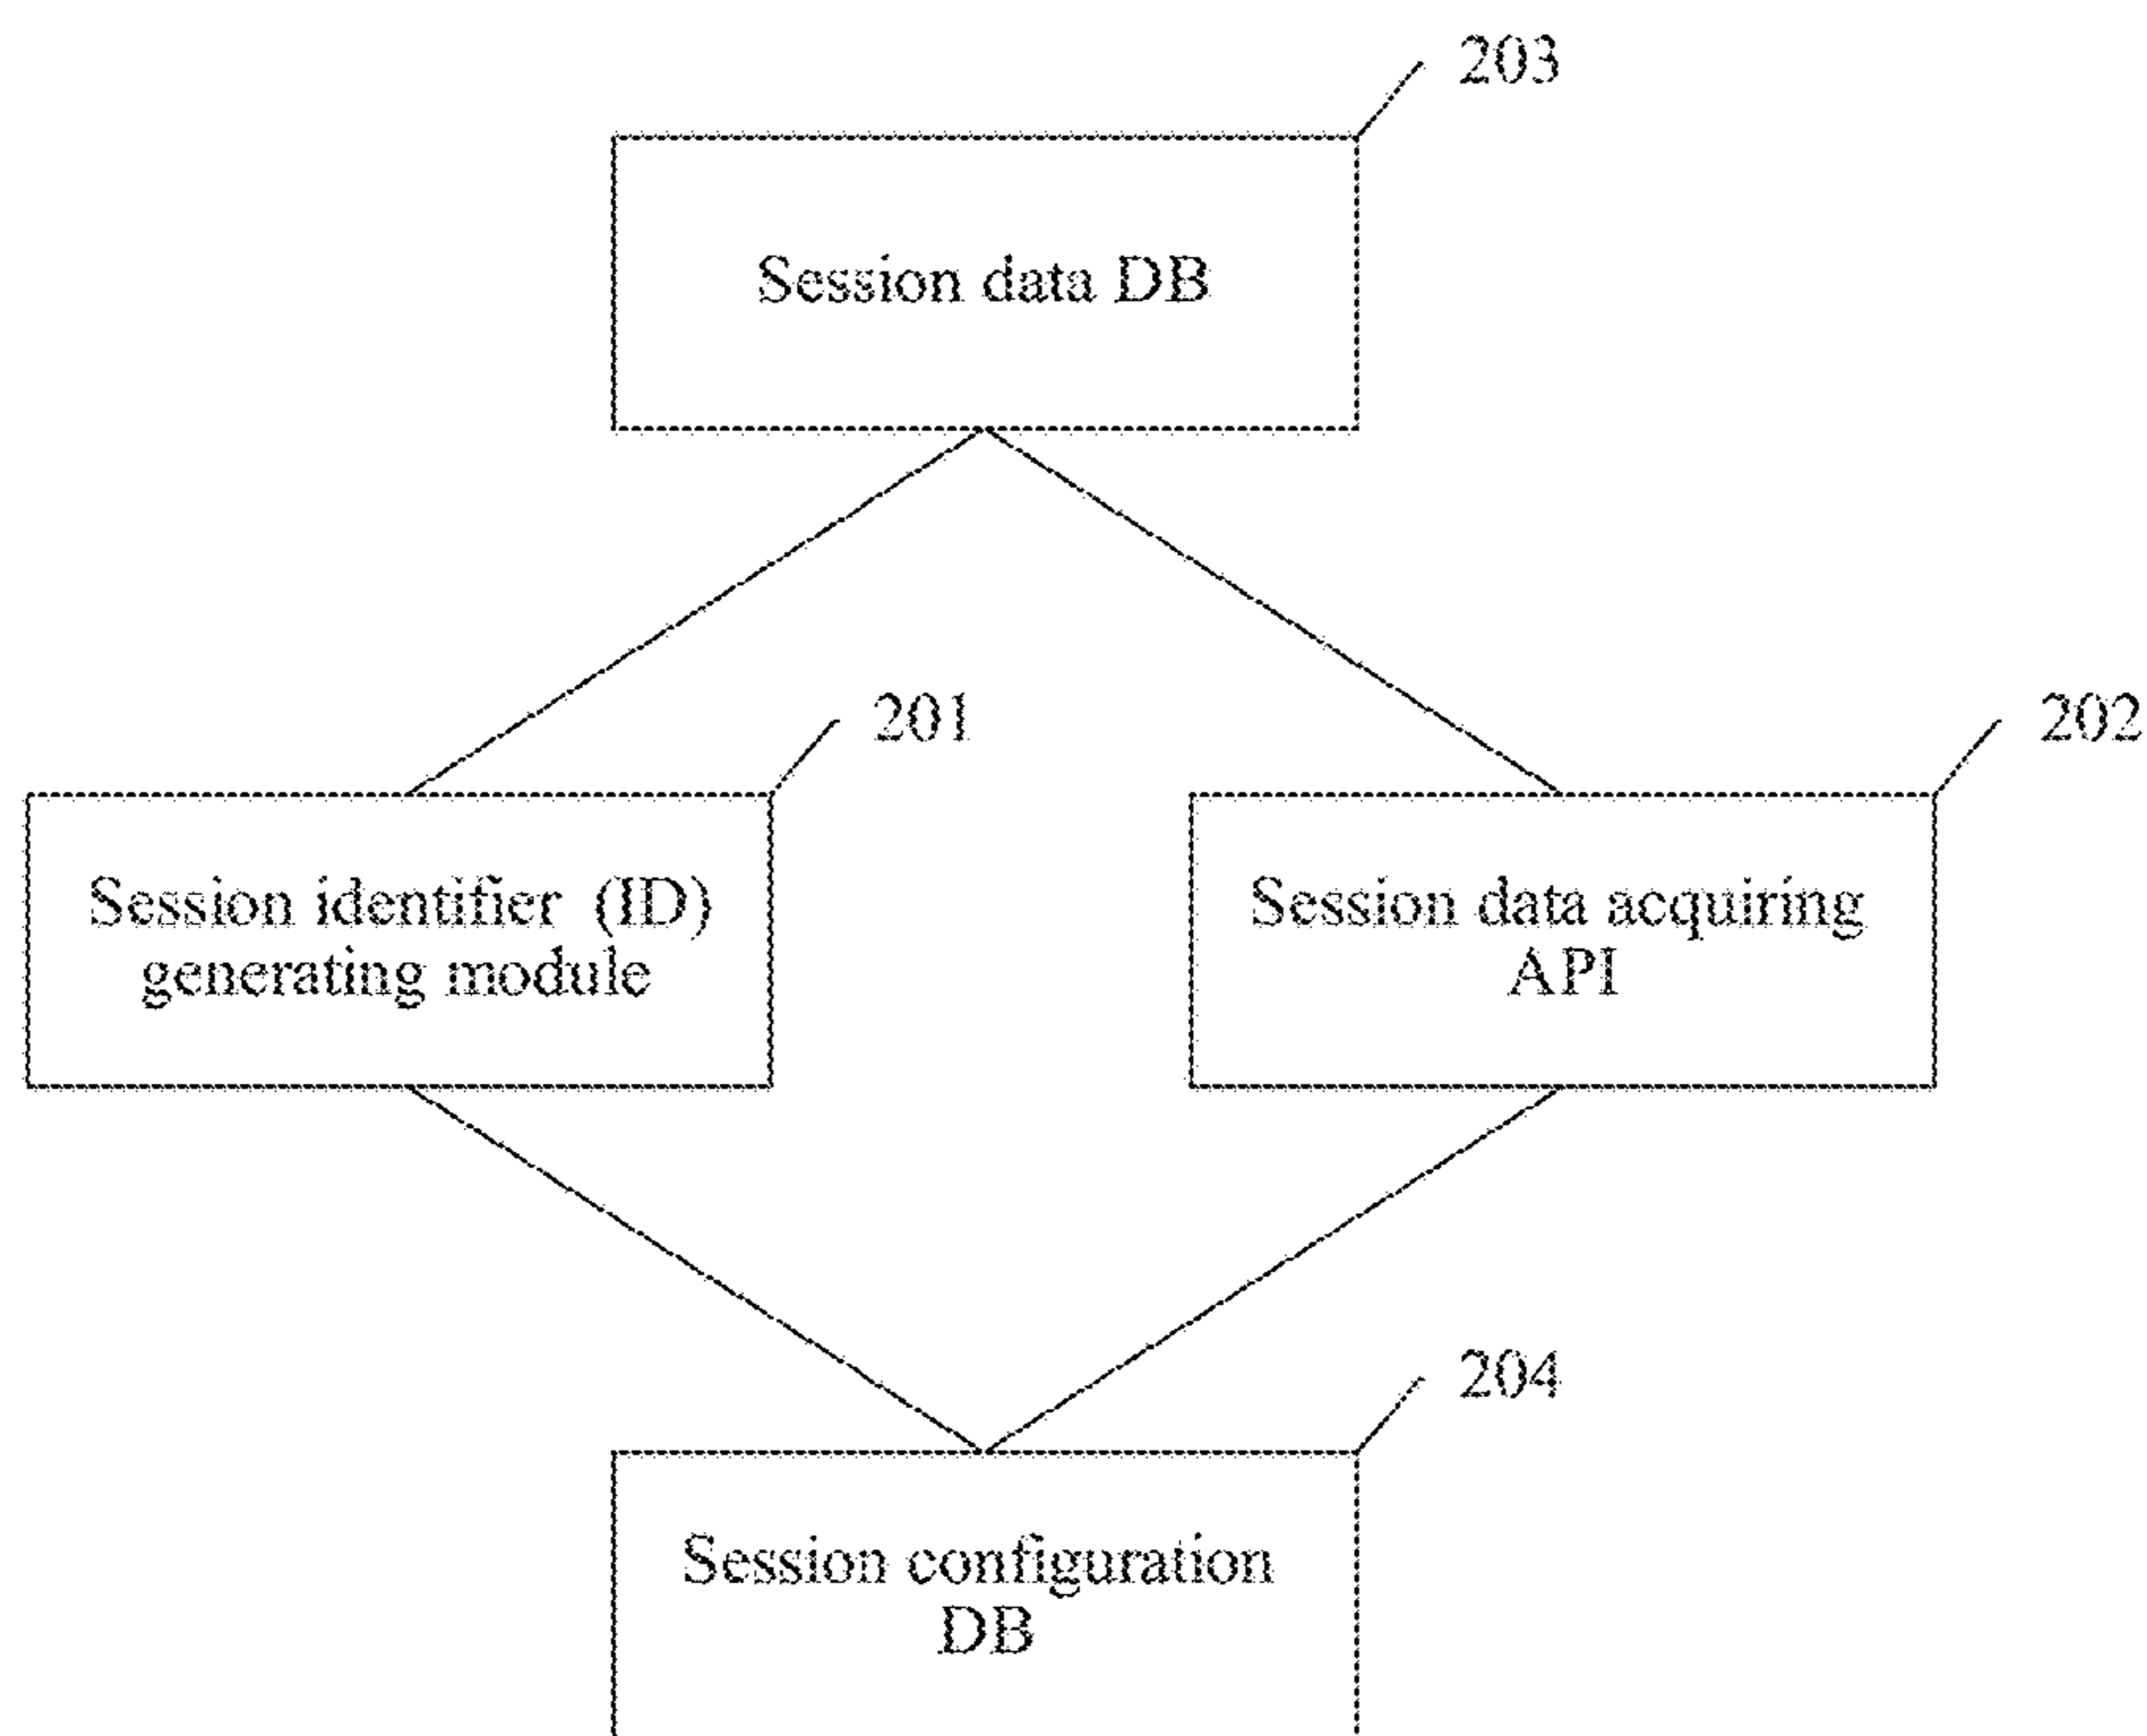 203
Session data DB
201
202
Session identifier (ID)
generating module
Session data acquiring
API
204
Session configuration
DB